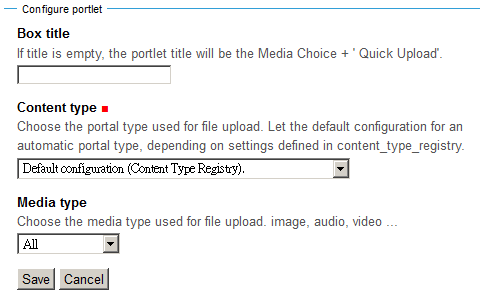 Configure portlet
Box title
If title is empty, the portlet title will be the Media Choice + ' Quick Upload'.
Content type
Choose the portal type used for file upload. Let the default configuration for an
automatic portal type, depending on settings defined in content_type_registry.
Default configuration (Content Type Registry).
Media type
Choose the media type used for file upload. image, audio, video ...
All
Save Cancel